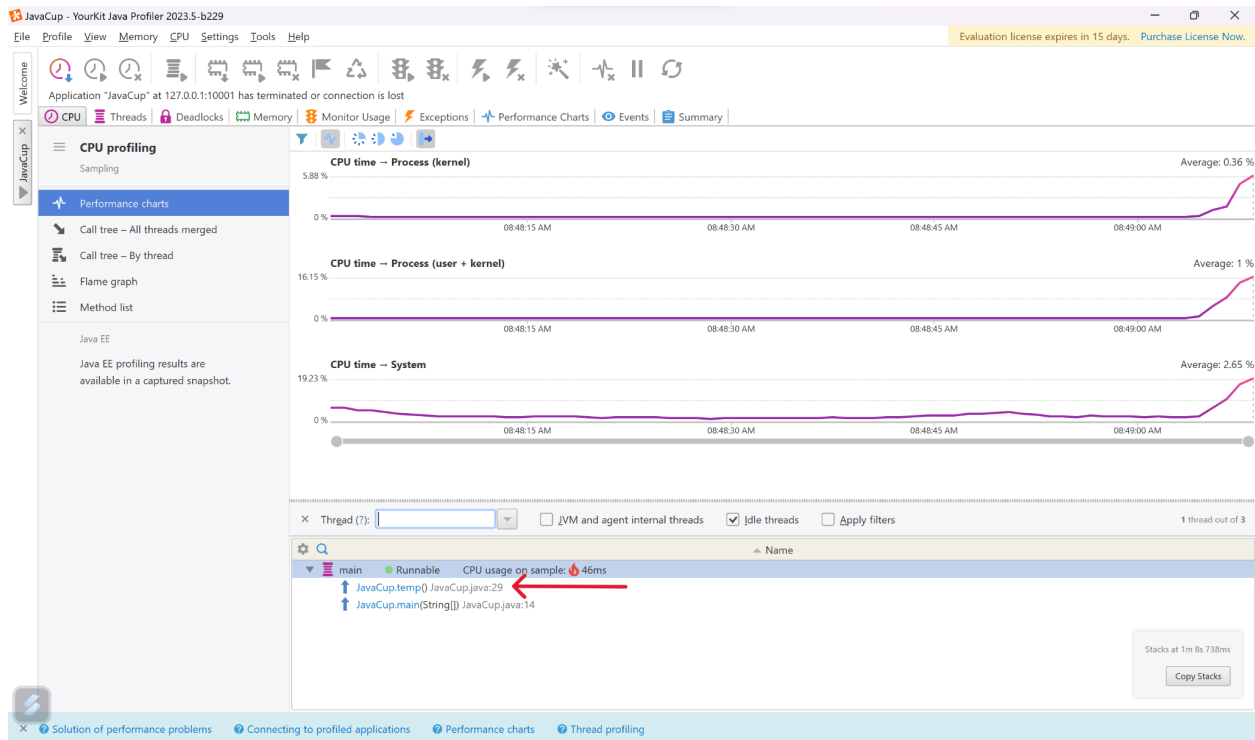 JavaCup - YourKit Java Profiler 2023.5-b229
File Profile View Memory CPU Settings Tools Help
Evaluation license expires in 15 days. Purchase License Now.
Welcome
Application "JavaCup" at 127.0.0.1:10001 has terminated or connection is lost
CPU Threads Deadlocks Memory Monitor Usage Exceptions Performance Charts Events Summary
JavaCup
CPU profiling
Sampling
Performance charts
Call tree – All threads merged
Call tree – By thread
Flame graph
Method list
Java EE
Java EE profiling results are
available in a captured snapshot.
CPU time → Process (kernel) Average: 0.36 %
5.88 %
0 %
08:48:15 AM 08:48:30 AM 08:48:45 AM 08:49:00 AM
CPU time → Process (user + kernel) Average: 1 %
16.15 %
0 %
08:48:15 AM 08:48:30 AM 08:48:45 AM 08:49:00 AM
CPU time → System Average: 2.65 %
19.23 %
0 %
08:48:15 AM 08:48:30 AM 08:48:45 AM 08:49:00 AM
Thread (?): JVM and agent internal threads Idle threads Apply filters 1 thread out of 3
Name
main Runnable CPU usage on sample: 46ms
JavaCup.temp() JavaCup.java:29
JavaCup.main(String[]) JavaCup.java:14
Stacks at 1m 8s 738ms
Copy Stacks
Solution of performance problems Connecting to profiled applications Performance charts Thread profiling